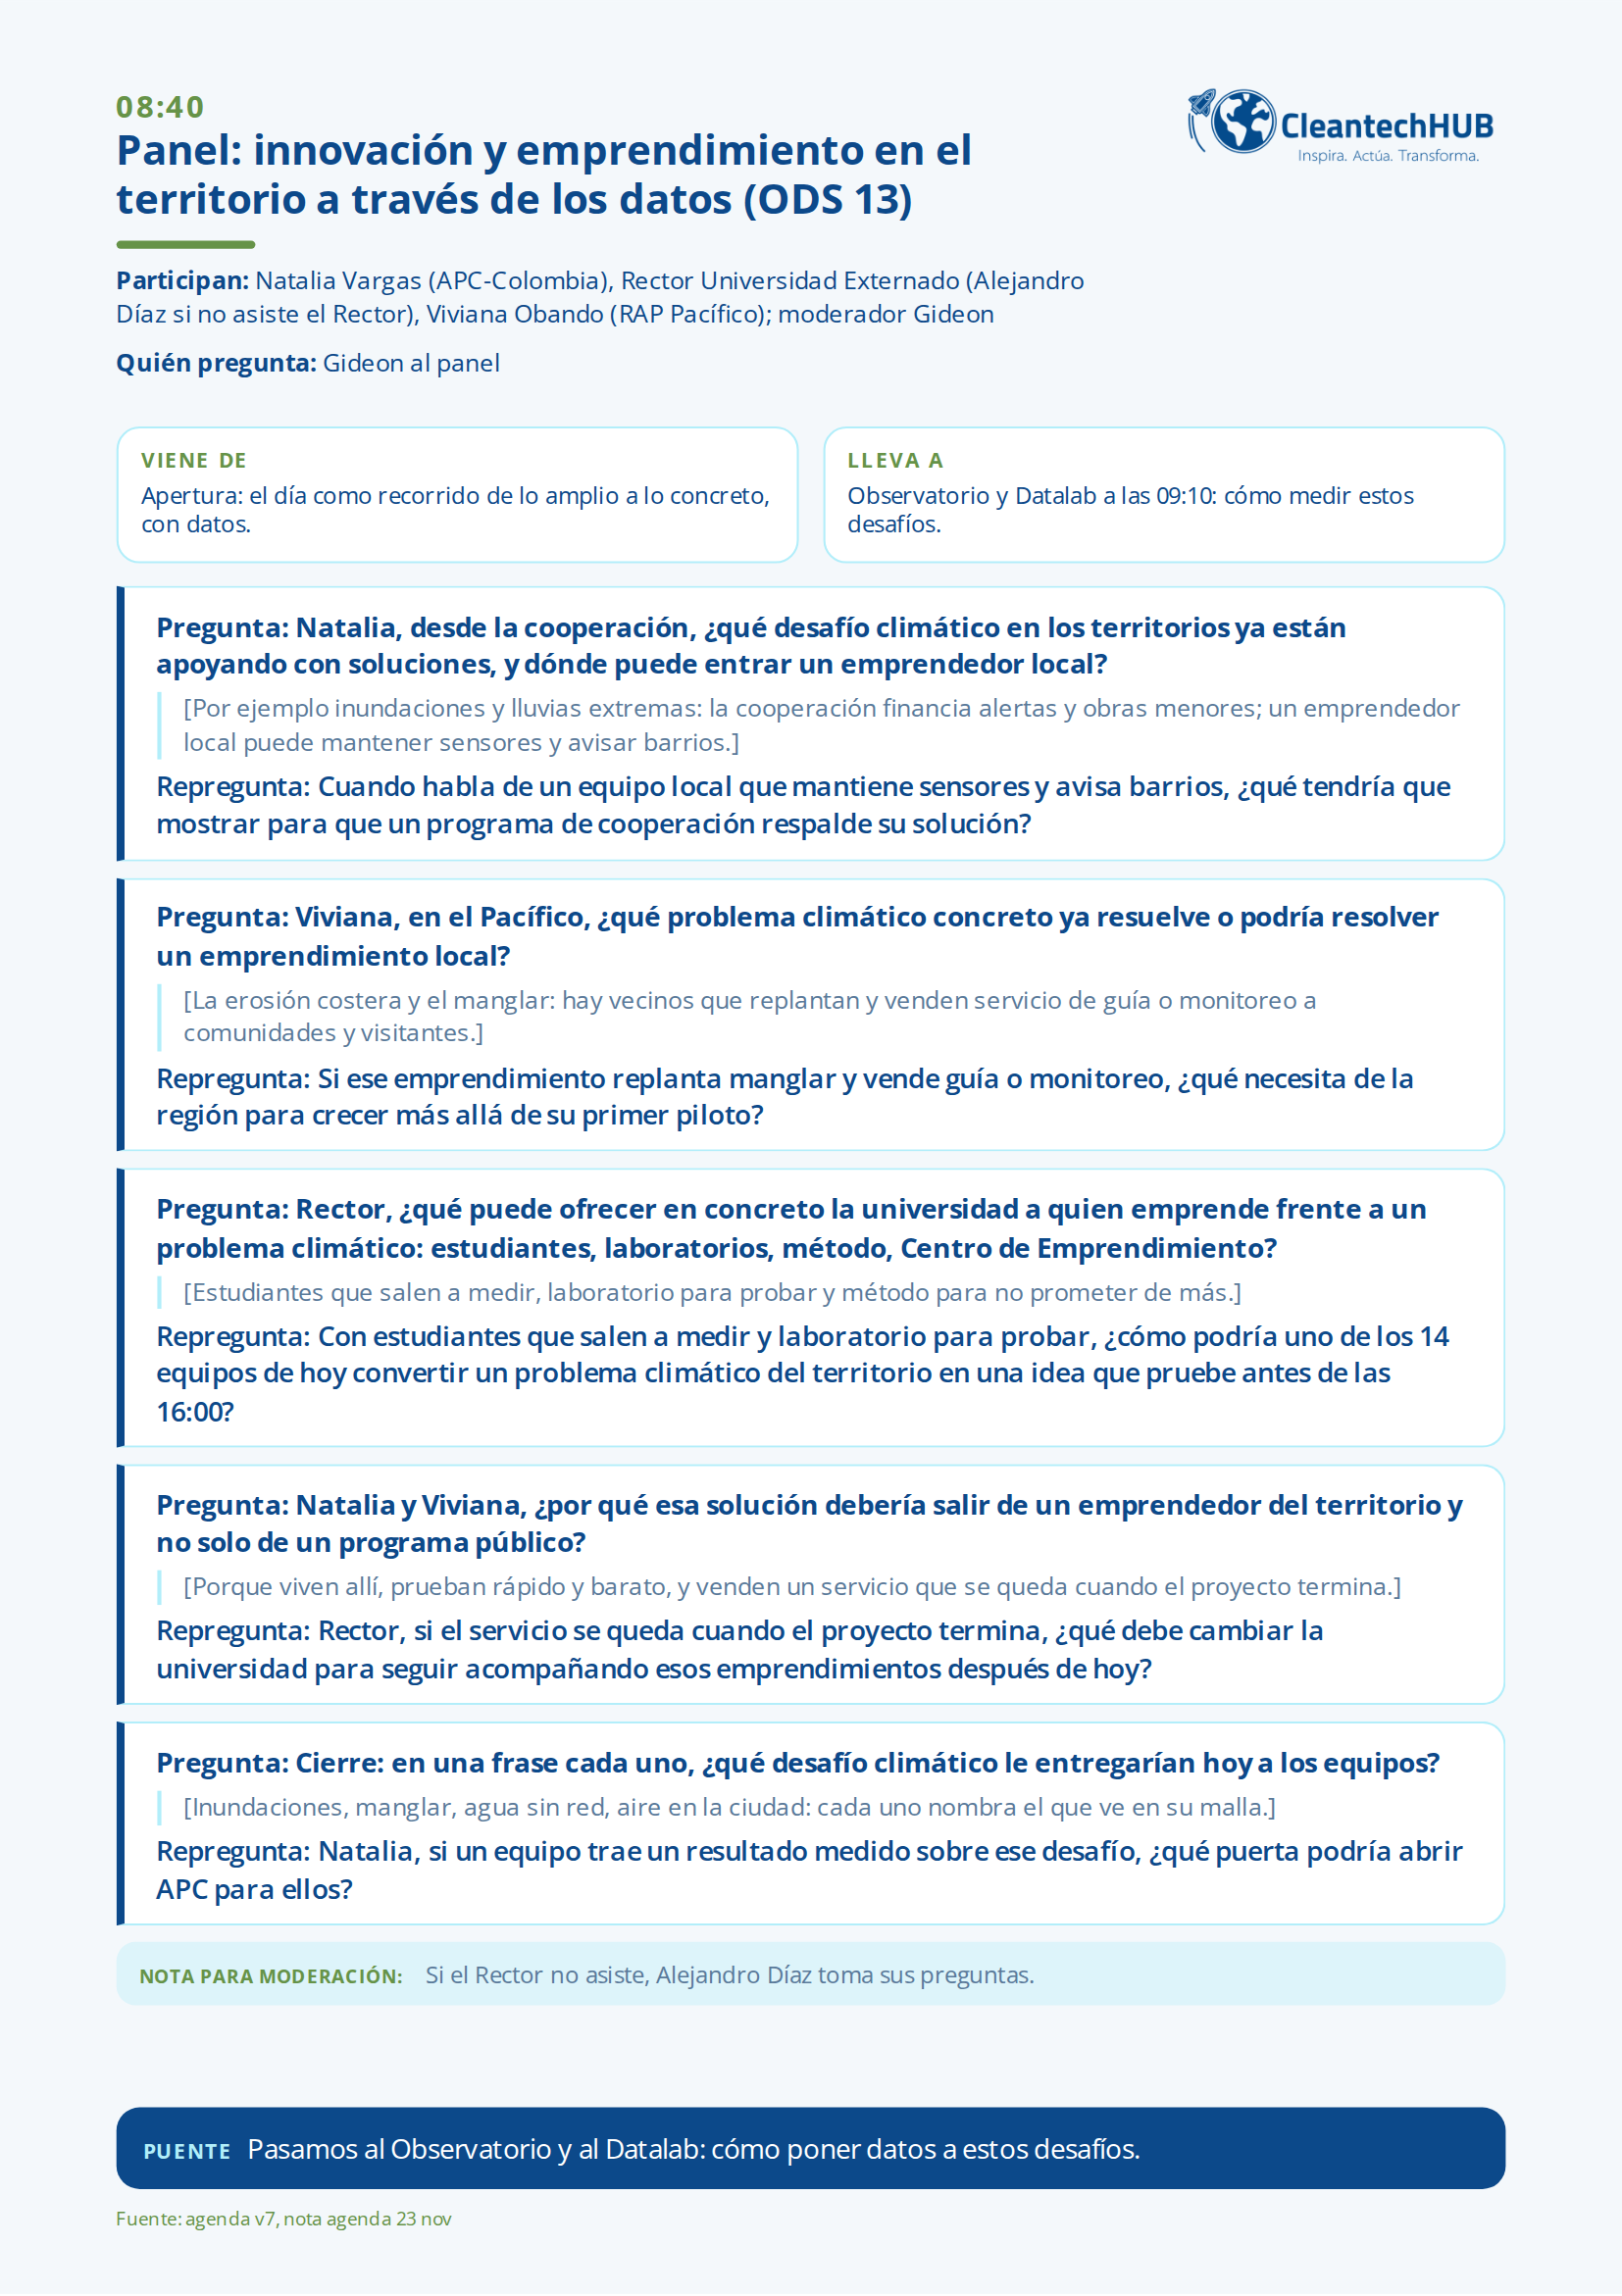 08:40
Panel: innovación y emprendimiento en el
territorio a través de los datos (ODS 13)
CleantechHUB
Inspira. Actúa. Transforma.
Participan: Natalia Vargas (APC-Colombia), Rector Universidad Externado (Alejandro
Díaz si no asiste el Rector), Viviana Obando (RAP Pacífico); moderador Gideon
Quién pregunta: Gideon al panel
VIENE DE
Apertura: el día como recorrido de lo amplio a lo concreto,
con datos.
LLEVA A
Observatorio y Datalab a las 09:10: cómo medir estos
desafíos.
Pregunta: Natalia, desde la cooperación, ¿qué desafío climático en los territorios ya están
apoyando con soluciones, y dónde puede entrar un emprendedor local?
[Por ejemplo inundaciones y lluvias extremas: la cooperación financia alertas y obras menores; un emprendedor
local puede mantener sensores y avisar barrios.]
Repregunta: Cuando habla de un equipo local que mantiene sensores y avisa barrios, ¿qué tendría que
mostrar para que un programa de cooperación respalde su solución?
Pregunta: Viviana, en el Pacífico, ¿qué problema climático concreto ya resuelve o podría resolver
un emprendimiento local?
[La erosión costera y el manglar: hay vecinos que replantan y venden servicio de guía o monitoreo a
comunidades y visitantes.]
Repregunta: Si ese emprendimiento replanta manglar y vende guía o monitoreo, ¿qué necesita de la
región para crecer más allá de su primer piloto?
Pregunta: Rector, ¿qué puede ofrecer en concreto la universidad a quien emprende frente a un
problema climático: estudiantes, laboratorios, método, Centro de Emprendimiento?
[Estudiantes que salen a medir, laboratorio para probar y método para no prometer de más.]
Repregunta: Con estudiantes que salen a medir y laboratorio para probar, ¿cómo podría uno de los 14
equipos de hoy convertir un problema climático del territorio en una idea que pruebe antes de las
16:00?
Pregunta: Natalia y Viviana, ¿por qué esa solución debería salir de un emprendedor del territorio y
no solo de un programa público?
[Porque viven allí, prueban rápido y barato, y venden un servicio que se queda cuando el proyecto termina.]
Repregunta: Rector, si el servicio se queda cuando el proyecto termina, ¿qué debe cambiar la
universidad para seguir acompañando esos emprendimientos después de hoy?
Pregunta: Cierre: en una frase cada uno, ¿qué desafío climático le entregarían hoy a los equipos?
[Inundaciones, manglar, agua sin red, aire en la ciudad: cada uno nombra el que ve en su malla.]
Repregunta: Natalia, si un equipo trae un resultado medido sobre ese desafío, ¿qué puerta podría abrir
APC para ellos?
NOTA PARA MODERACIÓN: Si el Rector no asiste, Alejandro Díaz toma sus preguntas.
PUENTE Pasamos al Observatorio y al Datalab: cómo poner datos a estos desafíos.
Fuente: agenda v7, nota agenda 23 nov